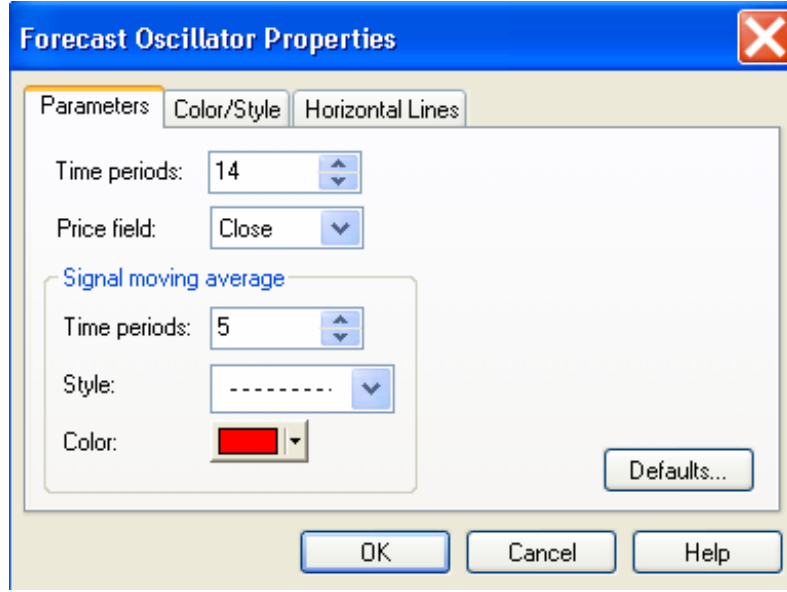 Forecast Oscillator Properties
Parameters Color/Style Horizontal Lines
Time periods: 14
Price field: Close
Signal moving average
Time periods: 5
Style:
Color:
Defaults...
OK Cancel Help